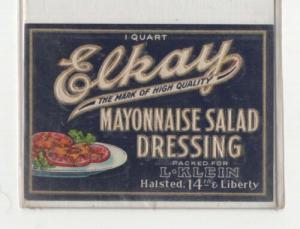 1 QUART
Elkay
THE MARK OF HIGH QUALITY
MAYONNAISE SALAD
DRESSING
PACKED FOR
L. KLEIN
Halsted, 14th & Liberty